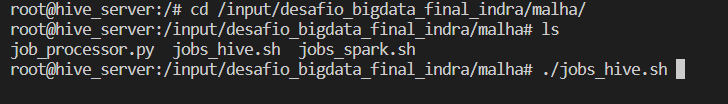 root@hive_server:/# cd /input/desafio_bigdata_final_indra/malha/
root@hive_server:/input/desafio_bigdata_final_indra/malha# ls
job_processor.py  jobs_hive.sh  jobs_spark.sh
root@hive_server:/input/desafio_bigdata_final_indra/malha# ./jobs_hive.sh